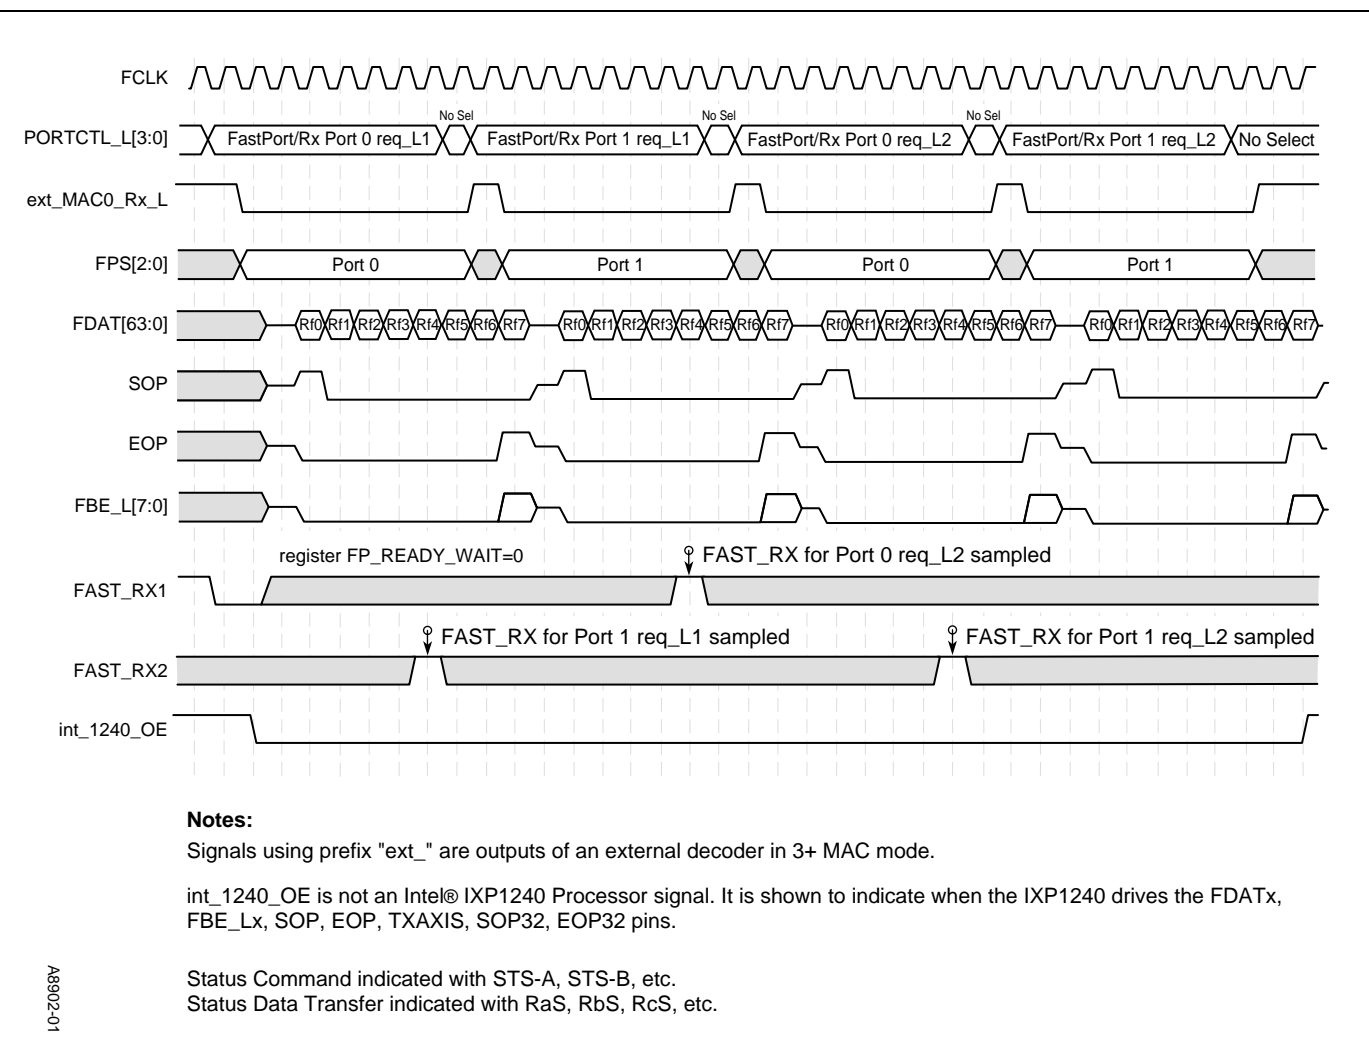 FCLK
No Sel No Sel No Sel
PORTCTL_L[3:0] FastPort/Rx Port 0 req_L1 FastPort/Rx Port 1 req_L1 FastPort/Rx Port 0 req_L2 FastPort/Rx Port 1 req_L2 No Select
ext_MAC0_Rx_L
FPS[2:0] Port 0 Port 1 Port 0 Port 1
FDAT[63:0] Rf0 Rf1 Rf2 Rf3 Rf4 Rf5 Rf6 Rf7 Rf0 Rf1 Rf2 Rf3 Rf4 Rf5 Rf6 Rf7 Rf0 Rf1 Rf2 Rf3 Rf4 Rf5 Rf6 Rf7 Rf0 Rf1 Rf2 Rf3 Rf4 Rf5 Rf6 Rf7
SOP
EOP
FBE_L[7:0]
register FP_READY_WAIT=0 FAST_RX for Port 0 req_L2 sampled
FAST_RX1
FAST_RX for Port 1 req_L1 sampled FAST_RX for Port 1 req_L2 sampled
FAST_RX2
int_1240_OE
Notes:
Signals using prefix "ext_" are outputs of an external decoder in 3+ MAC mode.
int_1240_OE is not an Intel® IXP1240 Processor signal. It is shown to indicate when the IXP1240 drives the FDATx,
FBE_Lx, SOP, EOP, TXAXIS, SOP32, EOP32 pins.
Status Command indicated with STS-A, STS-B, etc.
Status Data Transfer indicated with RaS, RbS, RcS, etc.
A8902-01